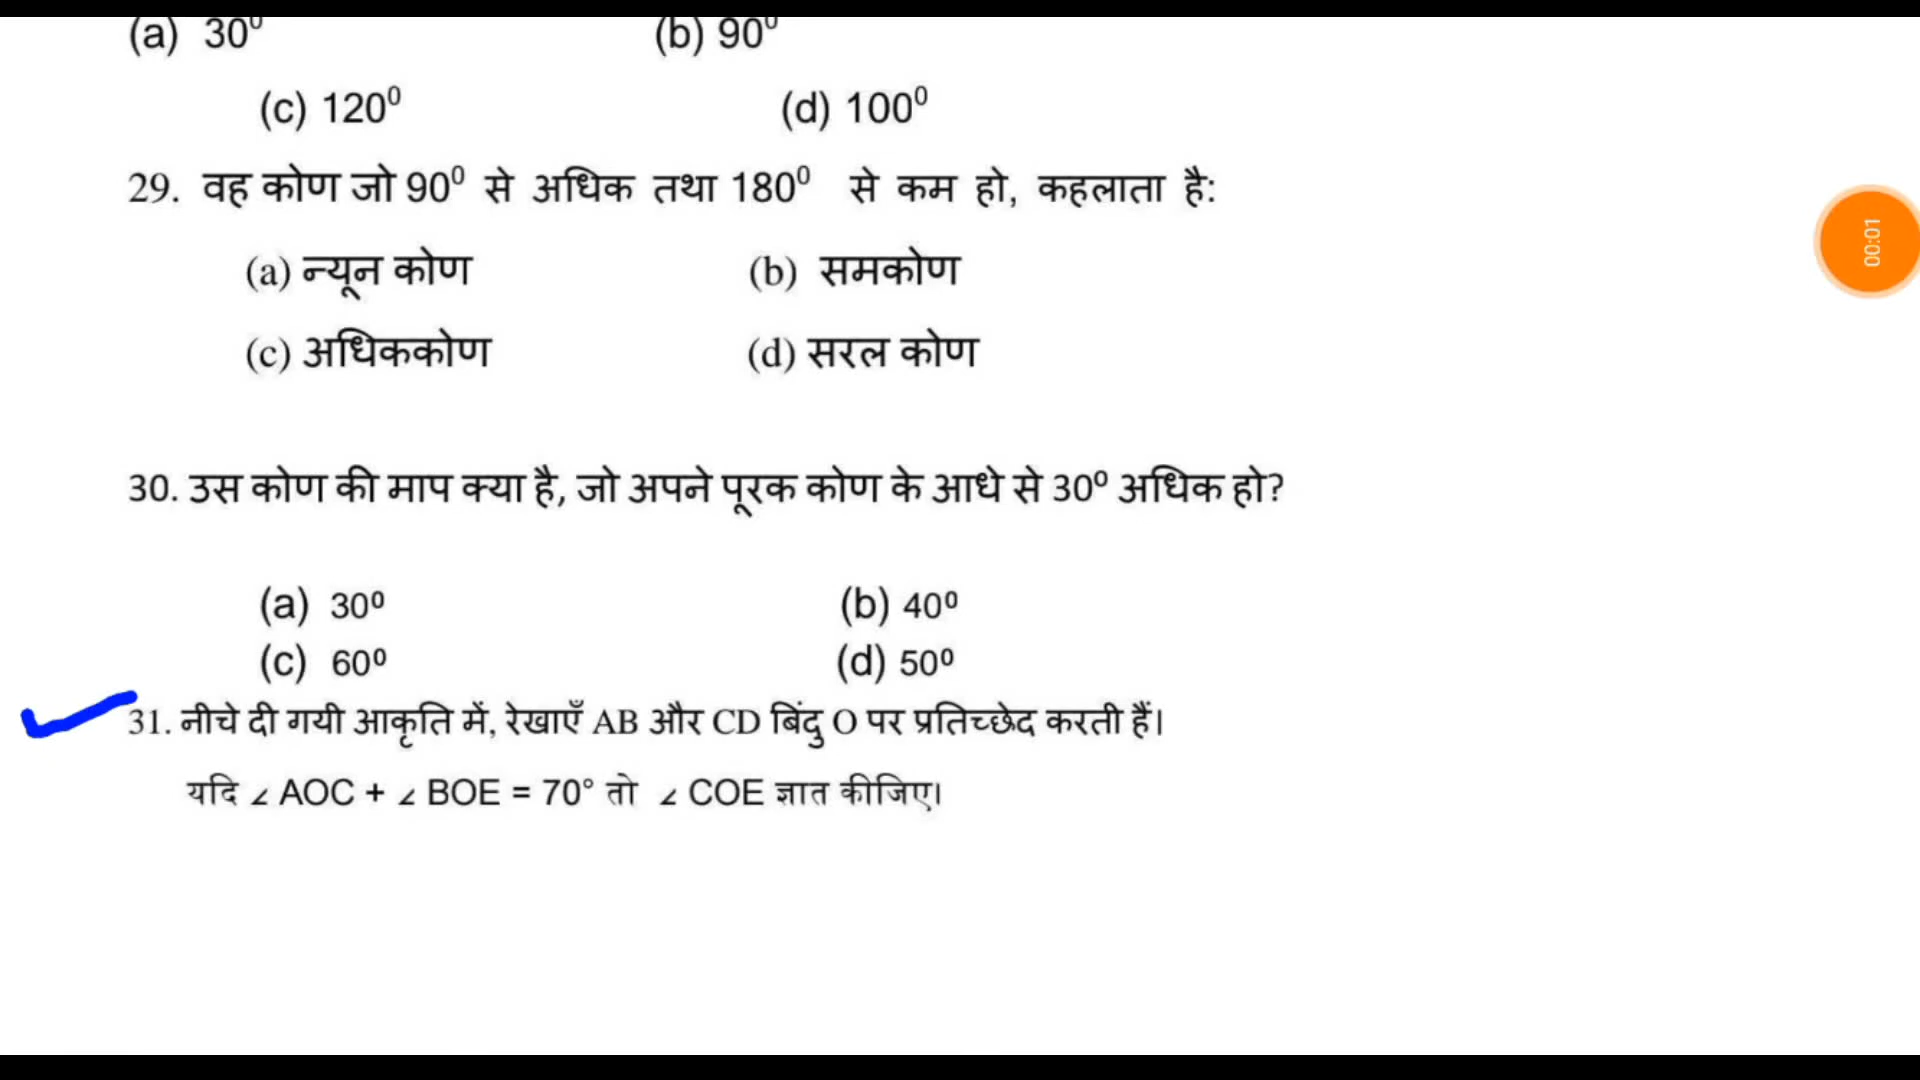 (a) 30⁰ (b) 90⁰
(c) 120⁰ (d) 100⁰
29. वह कोण जो 90⁰ से अधिक तथा 180⁰ से कम हो, कहलाता है:
(a) न्यून कोण (b) समकोण
(c) अधिककोण (d) सरल कोण
30. उस कोण की माप क्या है, जो अपने पूरक कोण के आधे से 30⁰ अधिक हो?
(a) 30⁰ (b) 40⁰
(c) 60⁰ (d) 50⁰
31. नीचे दी गयी आकृति में, रेखाएँ AB और CD बिंदु O पर प्रतिच्छेद करती हैं।
यदि ∠ AOC + ∠ BOE = 70° तो ∠ COE ज्ञात कीजिए।
00:01